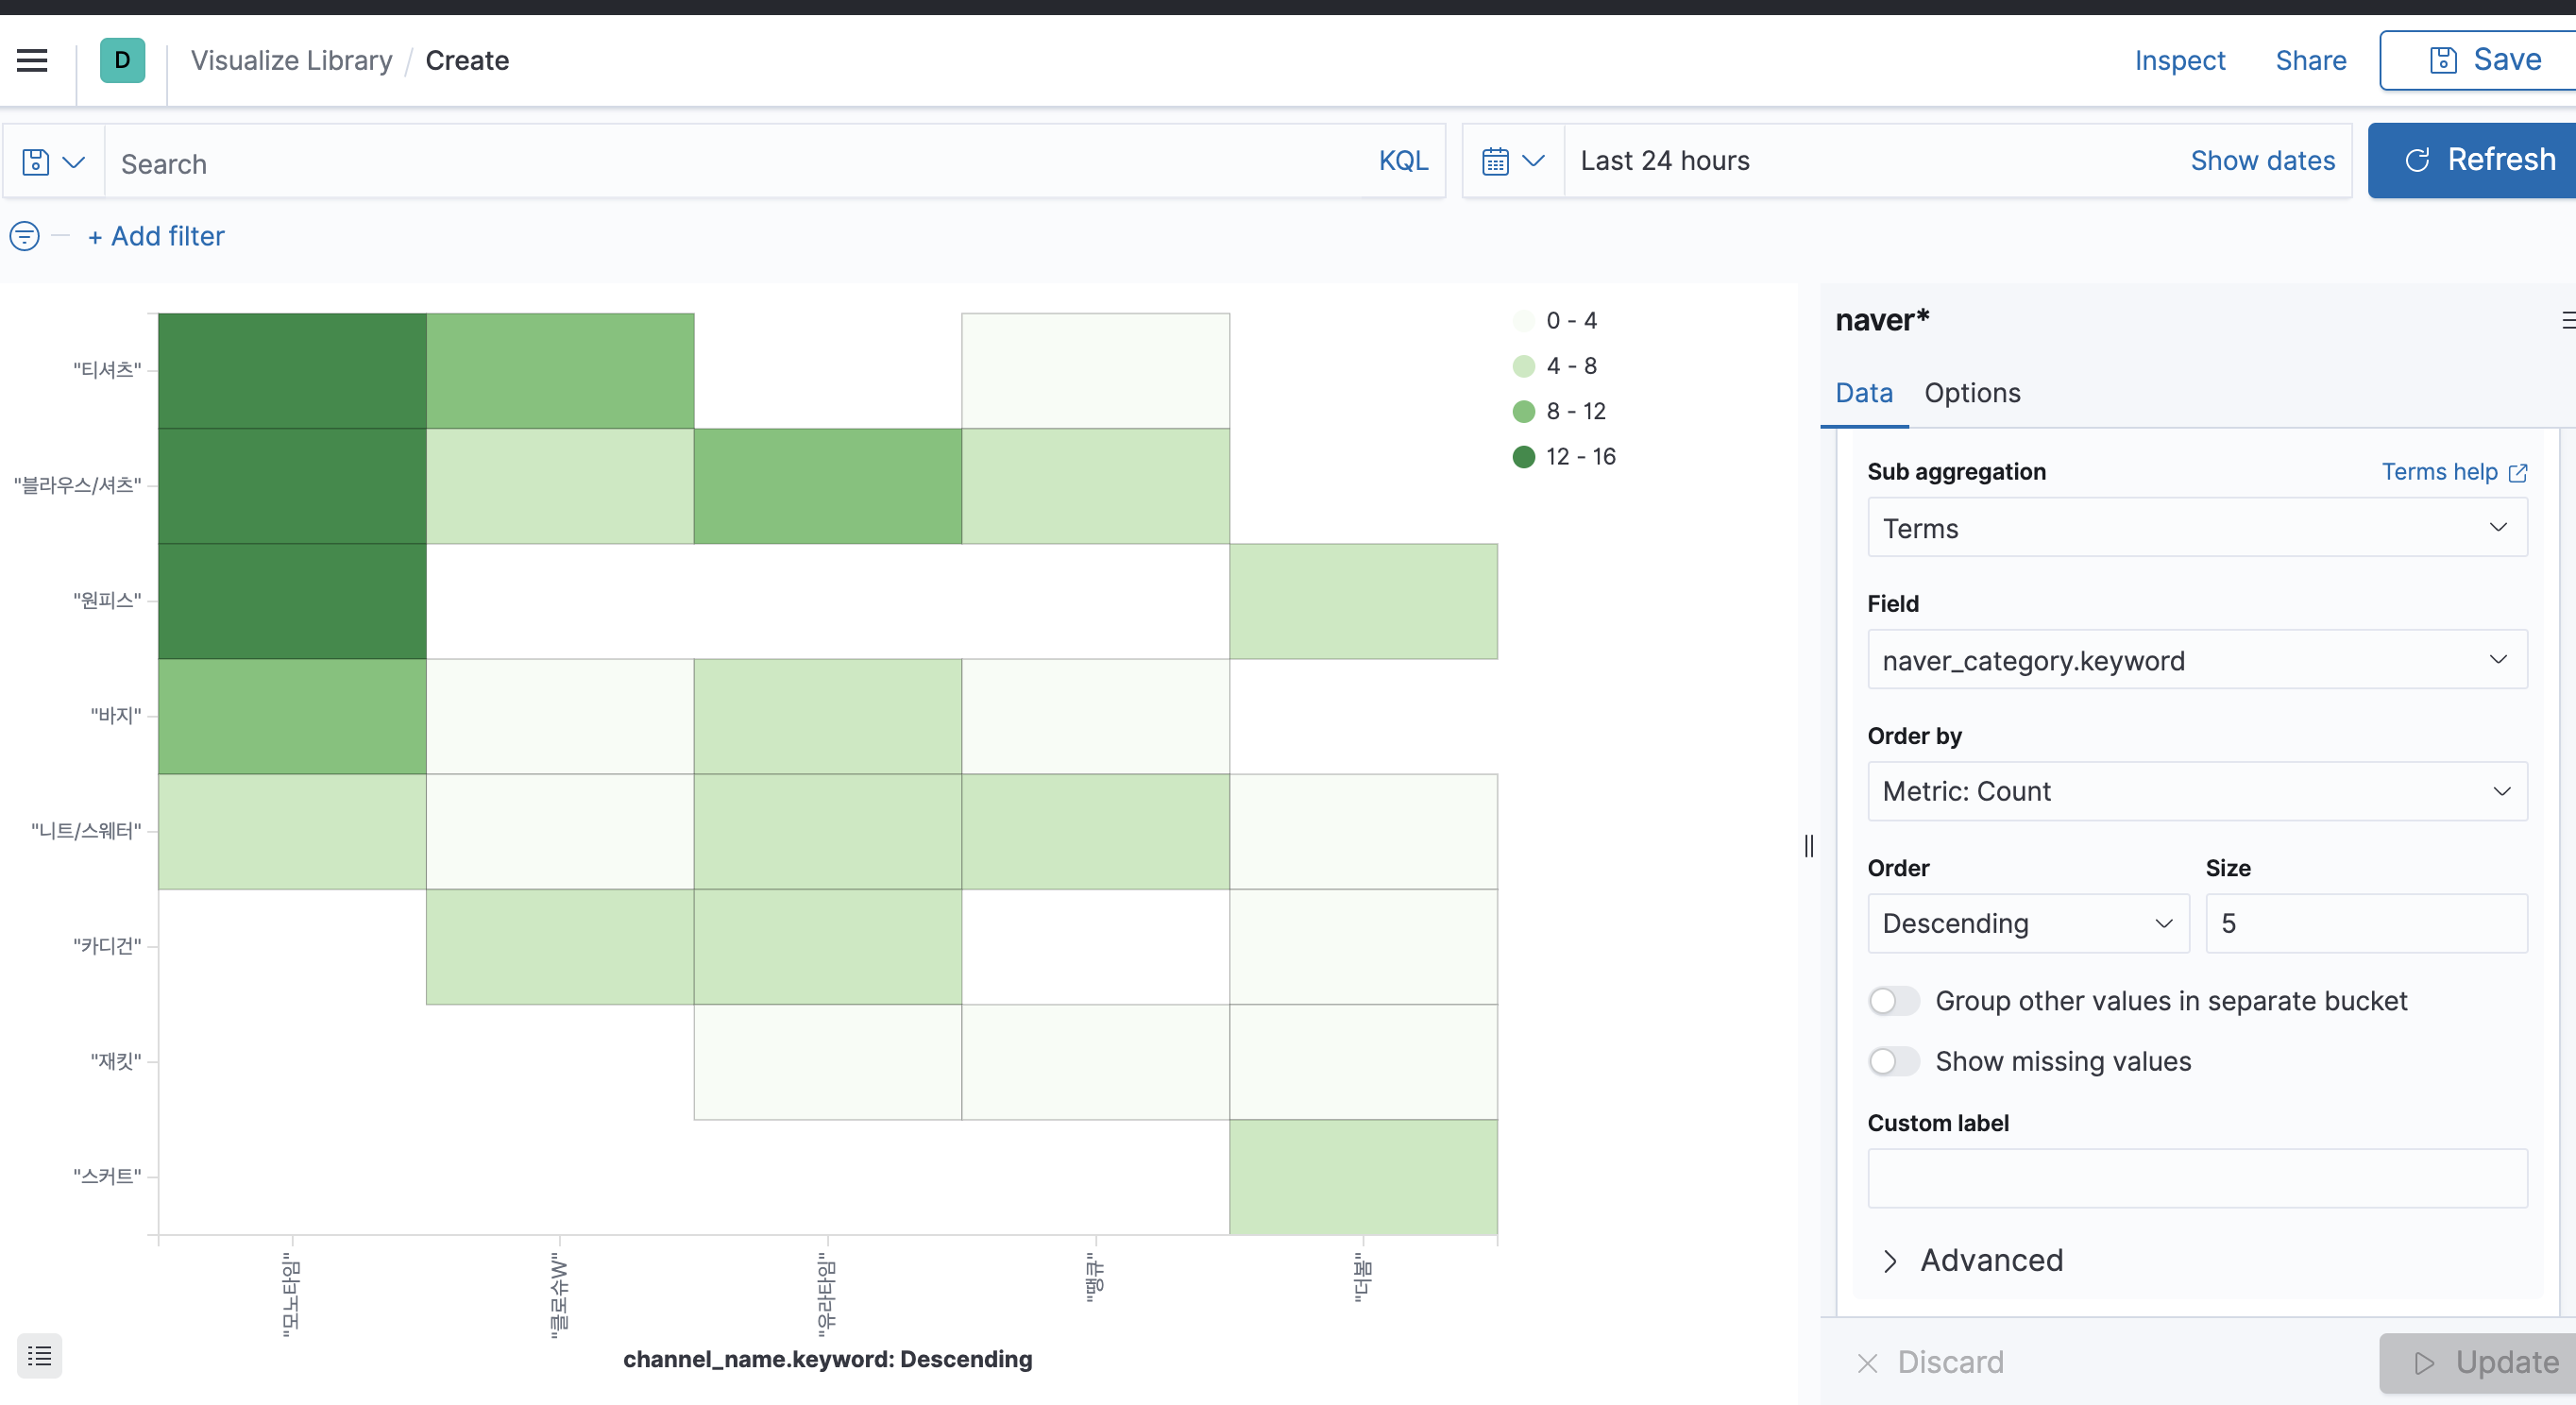 D
Visualize Library / Create
Inspect
Share
Save
Search
KQL
Last 24 hours
Show dates
Refresh
+ Add filter
"티셔츠"
"블라우스/셔츠"
"원피스"
"바지"
"니트/스웨터"
"카디건"
"재킷"
"스커트"
"모노타임"
"클로슈W"
"유라타임"
"땡큐"
"더봄"
channel_name.keyword: Descending
0 - 4
4 - 8
8 - 12
12 - 16
naver*
Data
Options
Sub aggregation
Terms help
Terms
Field
naver_category.keyword
Order by
Metric: Count
Order
Size
Descending
5
Group other values in separate bucket
Show missing values
Custom label
Advanced
Discard
Update